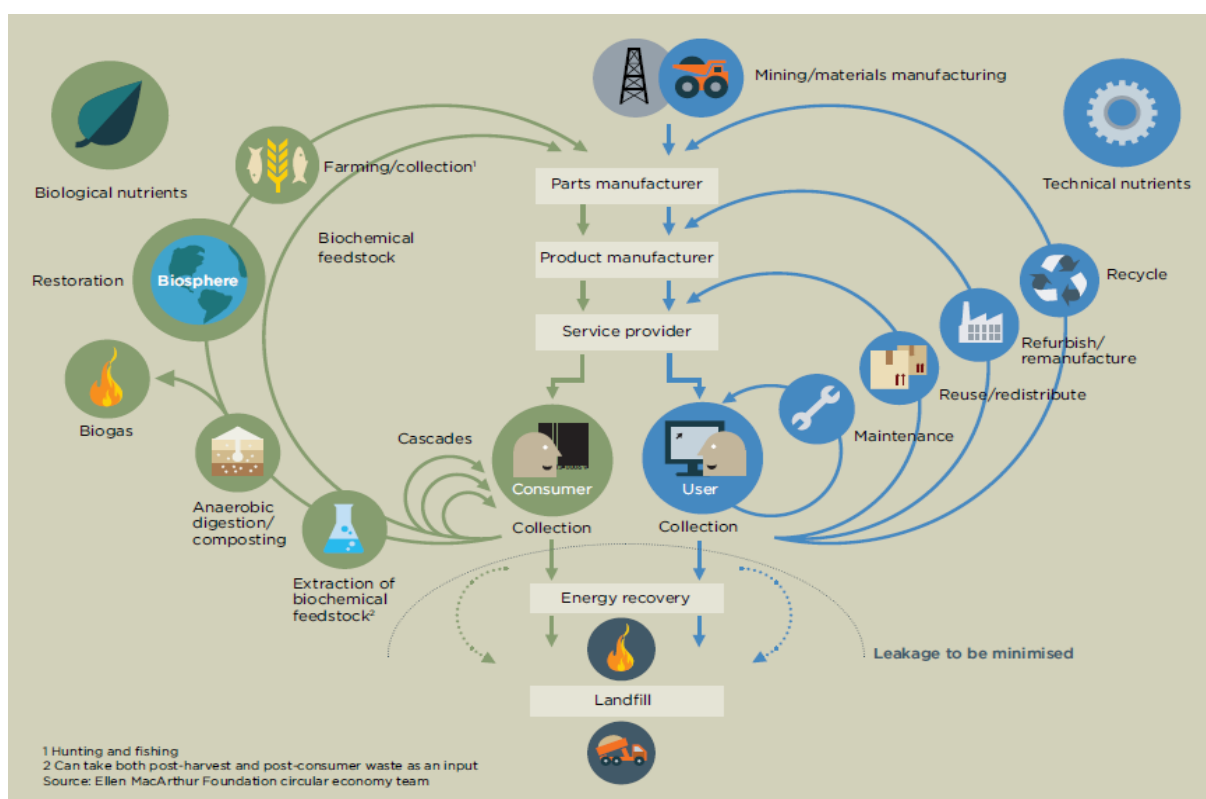 Mining/materials manufacturing
Biological nutrients
Farming/collection¹
Technical nutrients
Parts manufacturer
Biochemical
feedstock
Product manufacturer
Restoration
Biosphere
Recycle
Service provider
Refurbish/
remanufacture
Reuse/redistribute
Biogas
Cascades
Maintenance
Consumer
User
Anaerobic
digestion/
composting
Collection
Collection
Extraction of
biochemical
feedstock²
Energy recovery
Leakage to be minimised
Landfill
1 Hunting and fishing
2 Can take both post-harvest and post-consumer waste as an input
Source: Ellen MacArthur Foundation circular economy team